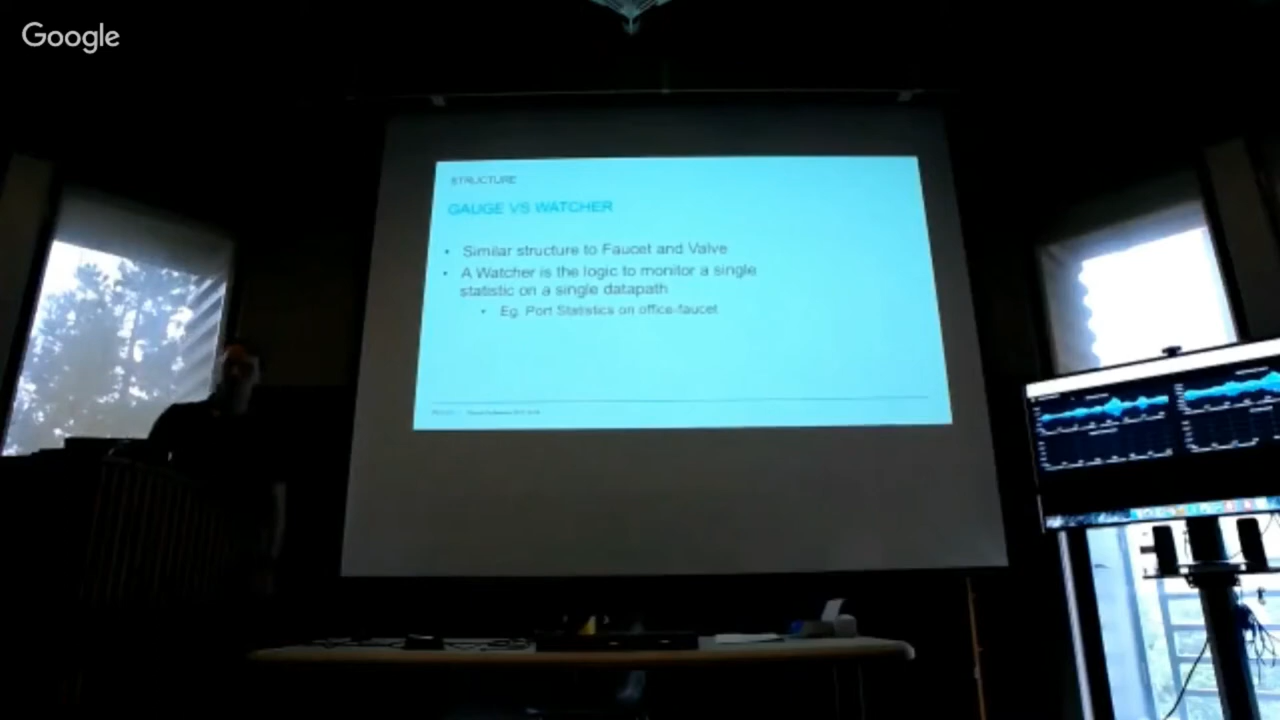 Google
STRUCTURE
GAUGE VS WATCHER
• Similar structure to Faucet and Valve
• A Watcher is the logic to monitor a single
statistic on a single datapath
• Eg. Port Statistics on office-faucet